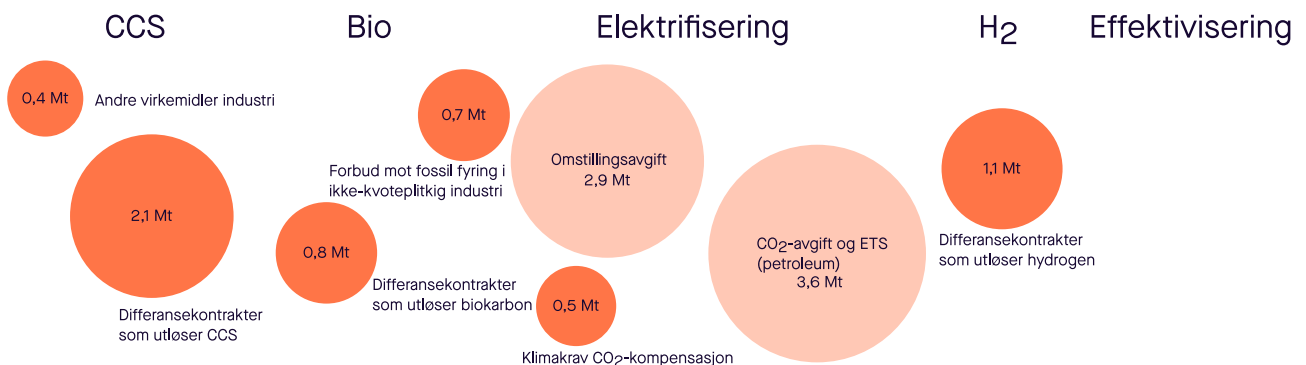 CCS
Bio
Elektrifisering
H2
Effektivisering
0,4 Mt
Andre virkemidler industri
2,1 Mt
Differansekontrakter
som utløser CCS
0,7 Mt
Forbud mot fossil fyring i
ikke-kvoteplitkig industri
0,8 Mt
Differansekontrakter
som utløser biokarbon
Omstillingsavgift
2,9 Mt
0,5 Mt
Klimakrav CO2-kompensasjon
CO2-avgift og ETS
(petroleum)
3,6 Mt
1,1 Mt
Differansekontrakter
som utløser hydrogen